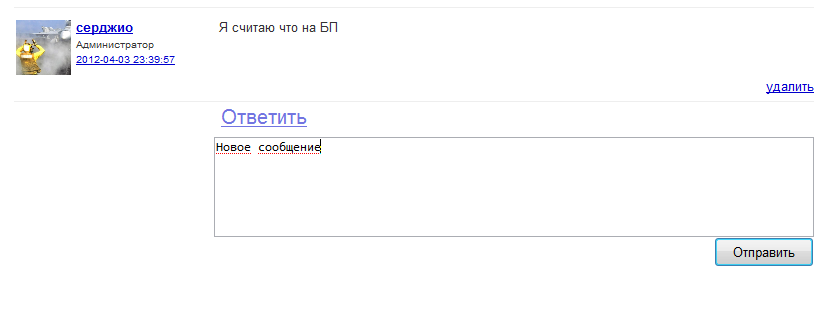 серджио
Я считаю что на БП
Администратор
2012-04-03 23:39:57
удалить
Ответить
Новое сообщение
Отправить